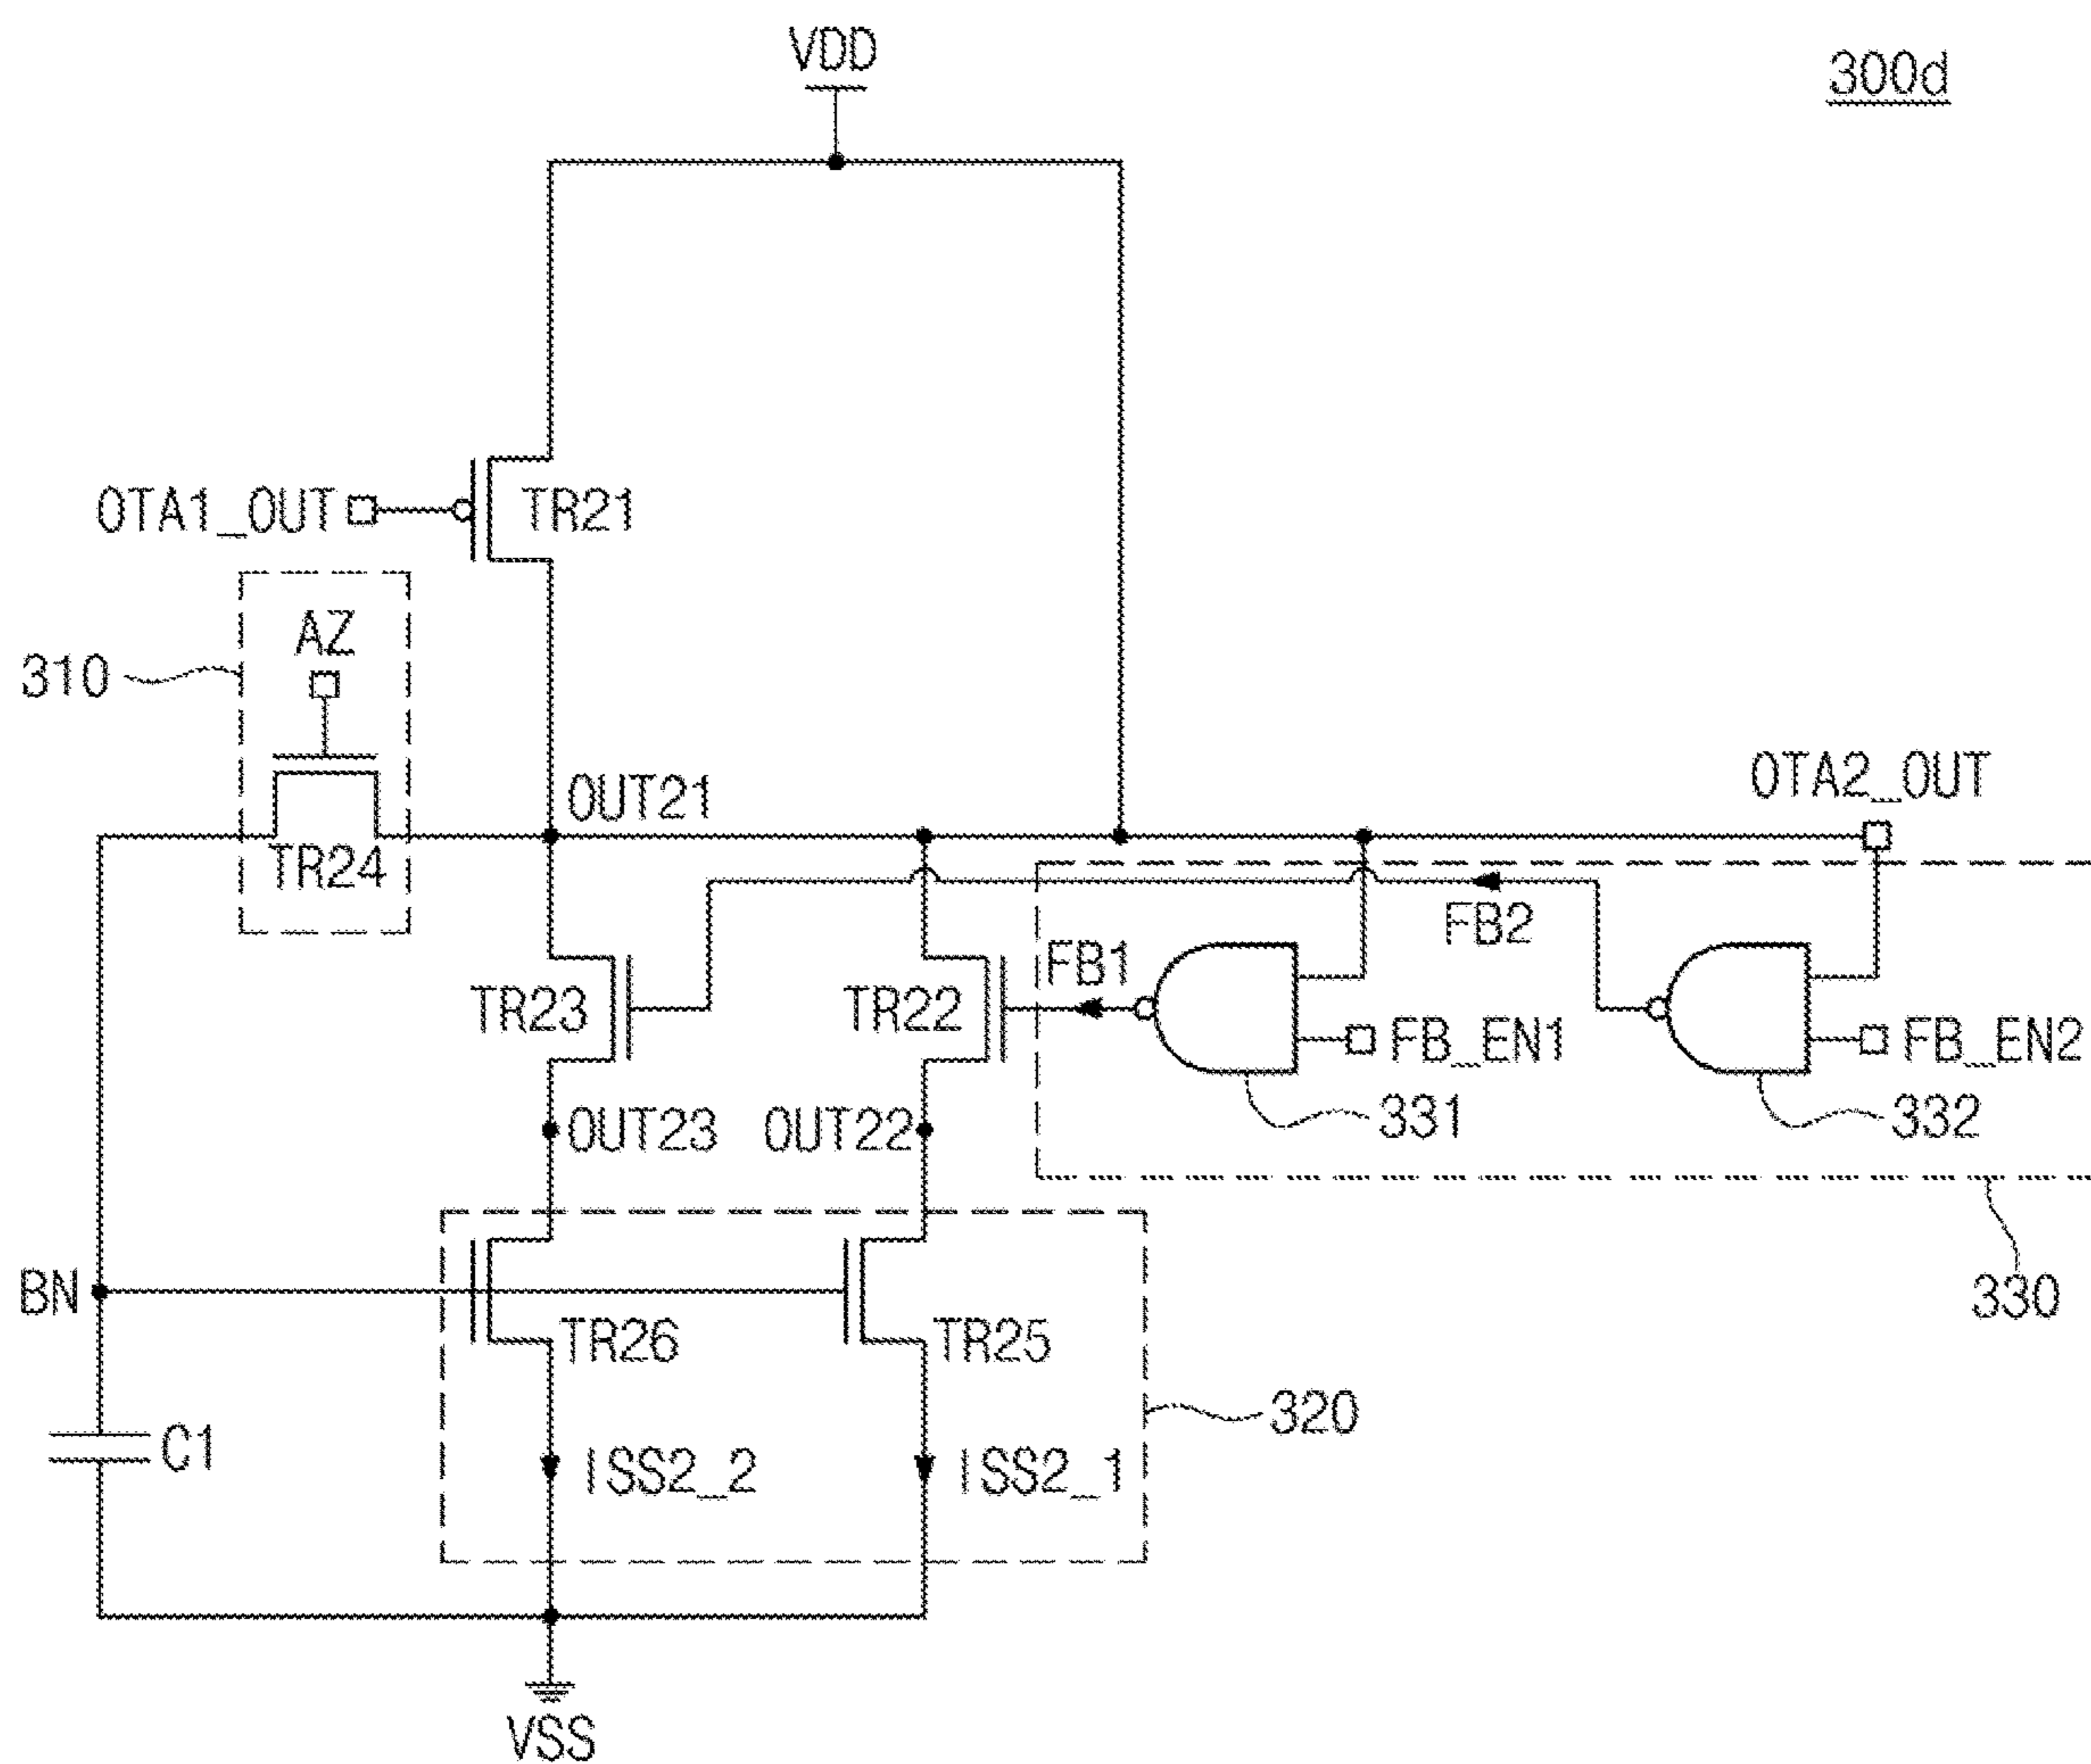 VDD
300d
OTA1_OUT
TR21
AZ
310
OUT21
OTA2_OUT
TR24
FB2
FB1
TR23
TR22
FB_EN1
FB_EN2
331
332
OUT23
OUT22
BN
TR26
TR25
330
320
C1
ISS2_2
ISS2_1
VSS